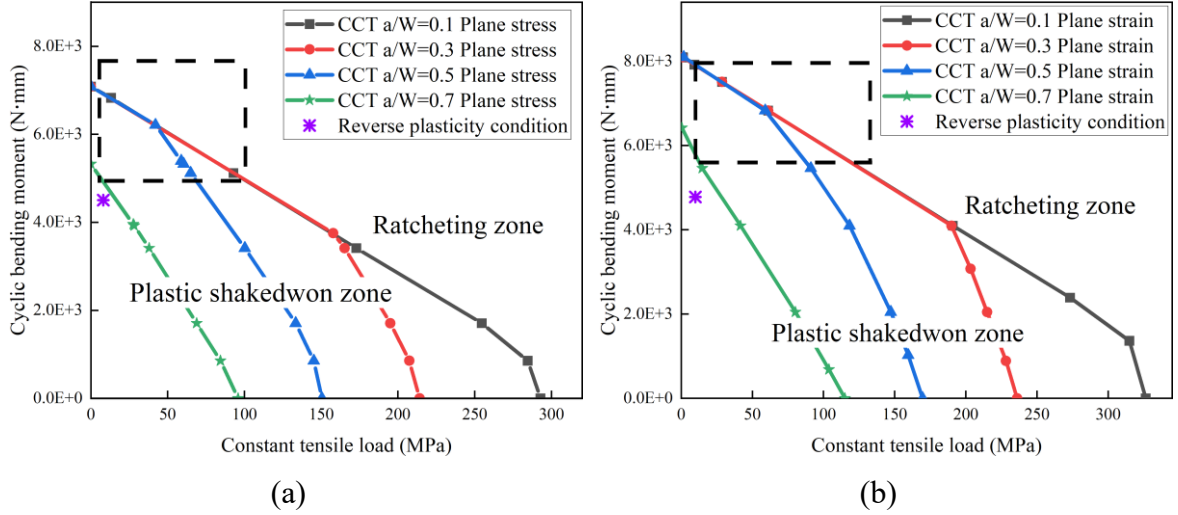 CCT a/W=0.1 Plane stress
CCT a/W=0.3 Plane stress
CCT a/W=0.5 Plane stress
CCT a/W=0.7 Plane stress
Reverse plasticity condition
Ratcheting zone
Plastic shakedwon zone
8.0E+3
6.0E+3
4.0E+3
2.0E+3
0.0E+0
Cyclic bending moment (N·mm)
0 50 100 150 200 250 300
Constant tensile load (MPa)
(a)
CCT a/W=0.1 Plane strain
CCT a/W=0.3 Plane strain
CCT a/W=0.5 Plane strain
CCT a/W=0.7 Plane strain
Reverse plasticity condition
Ratcheting zone
Plastic shakedwon zone
8.0E+3
6.0E+3
4.0E+3
2.0E+3
0.0E+0
Cyclic bending moment (N·mm)
0 50 100 150 200 250 300
Constant tensile load (MPa)
(b)